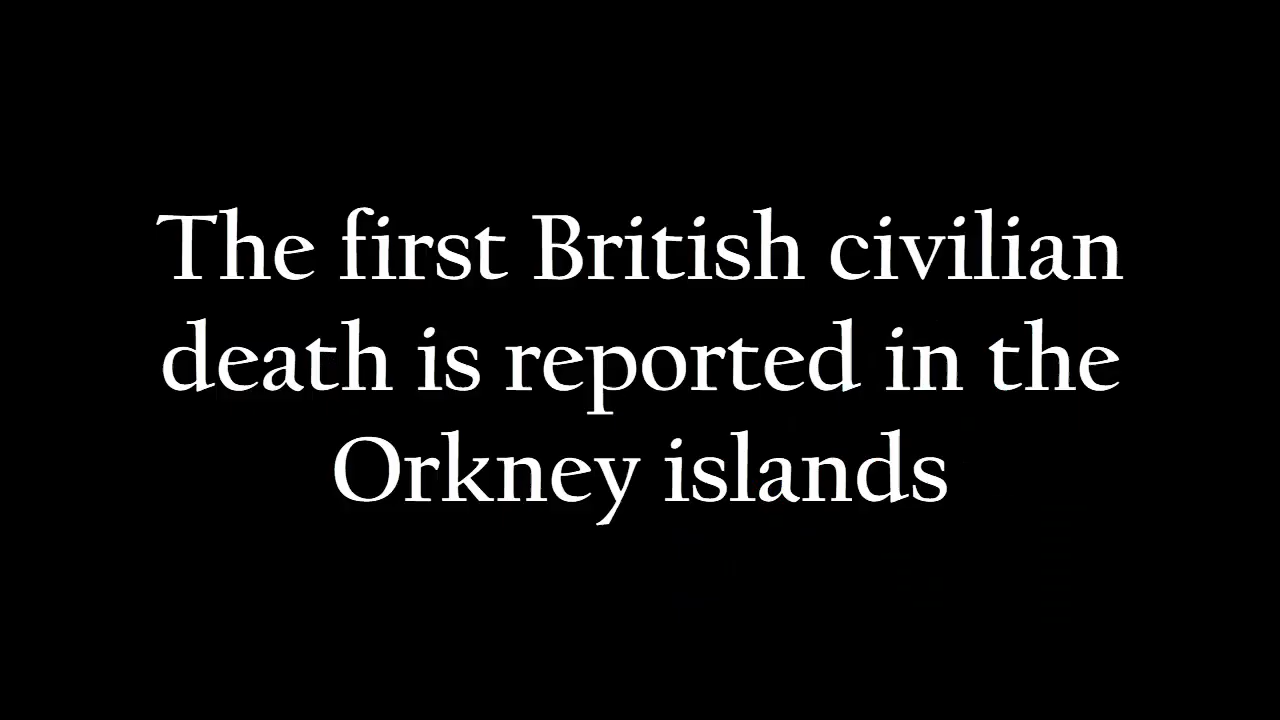 The first British civilian
death is reported in the
Orkney islands